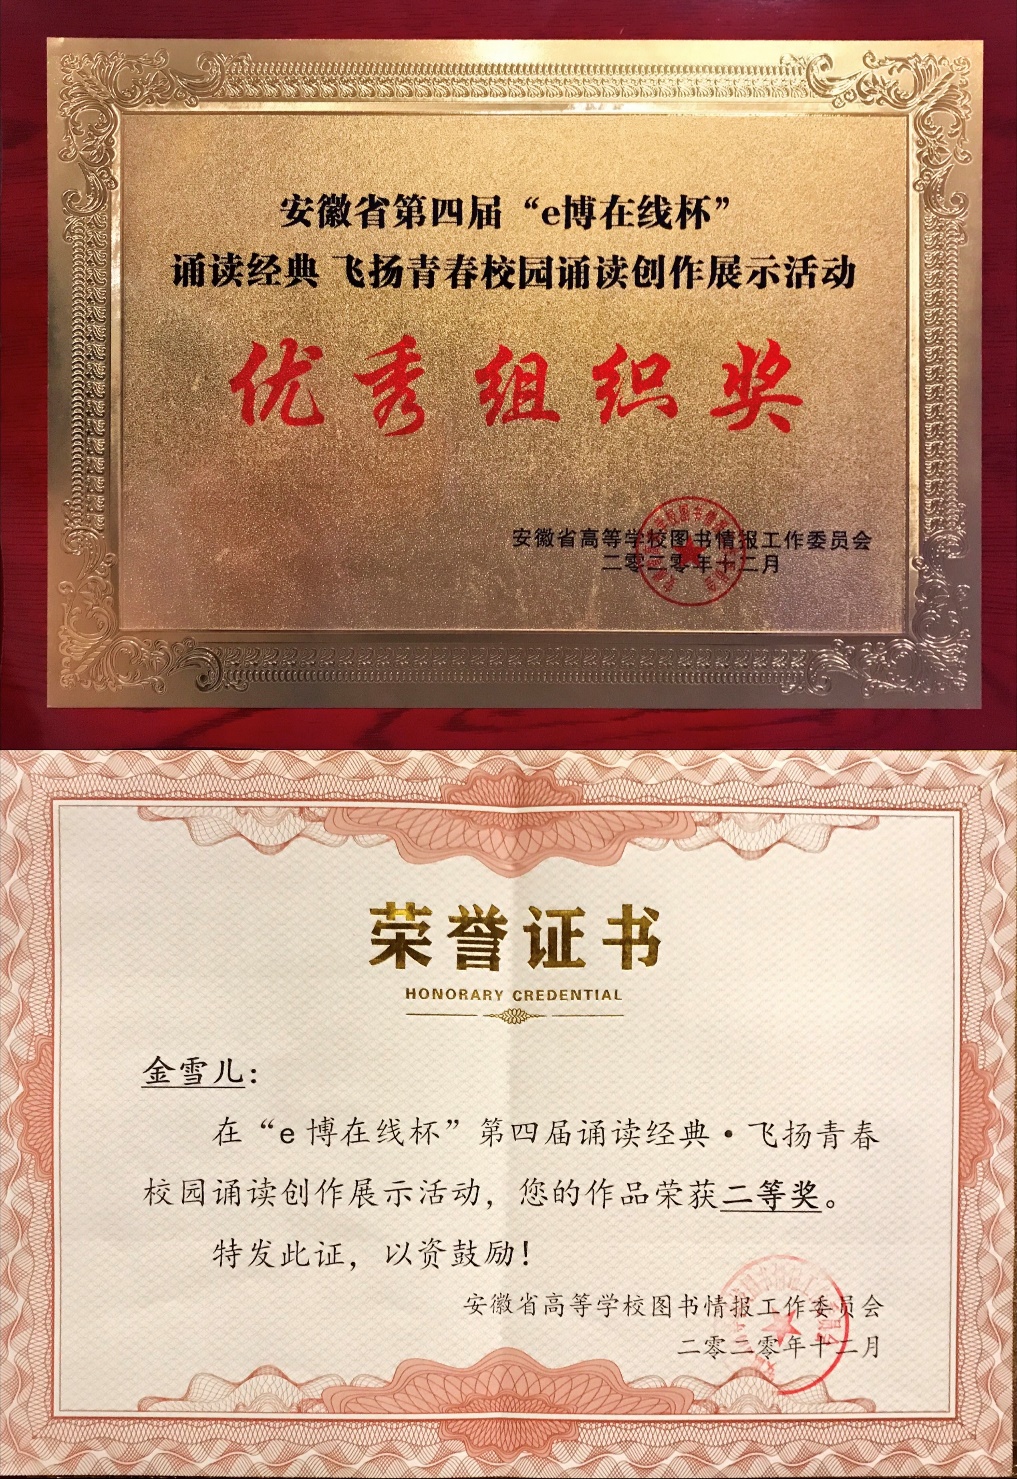 安徽省第四届“e博在线杯”
诵读经典 飞扬青春校园诵读创作展示活动
优秀组织奖
安徽省高等学校图书情报工作委员会
二零二零年十二月
荣誉证书
HONORARY CREDENTIAL
金雪儿:
在“e博在线杯”第四届诵读经典·飞扬青春
校园诵读创作展示活动，您的作品荣获二等奖。
特发此证，以资鼓励！
安徽省高等学校图书情报工作委员会
二零二零年十二月